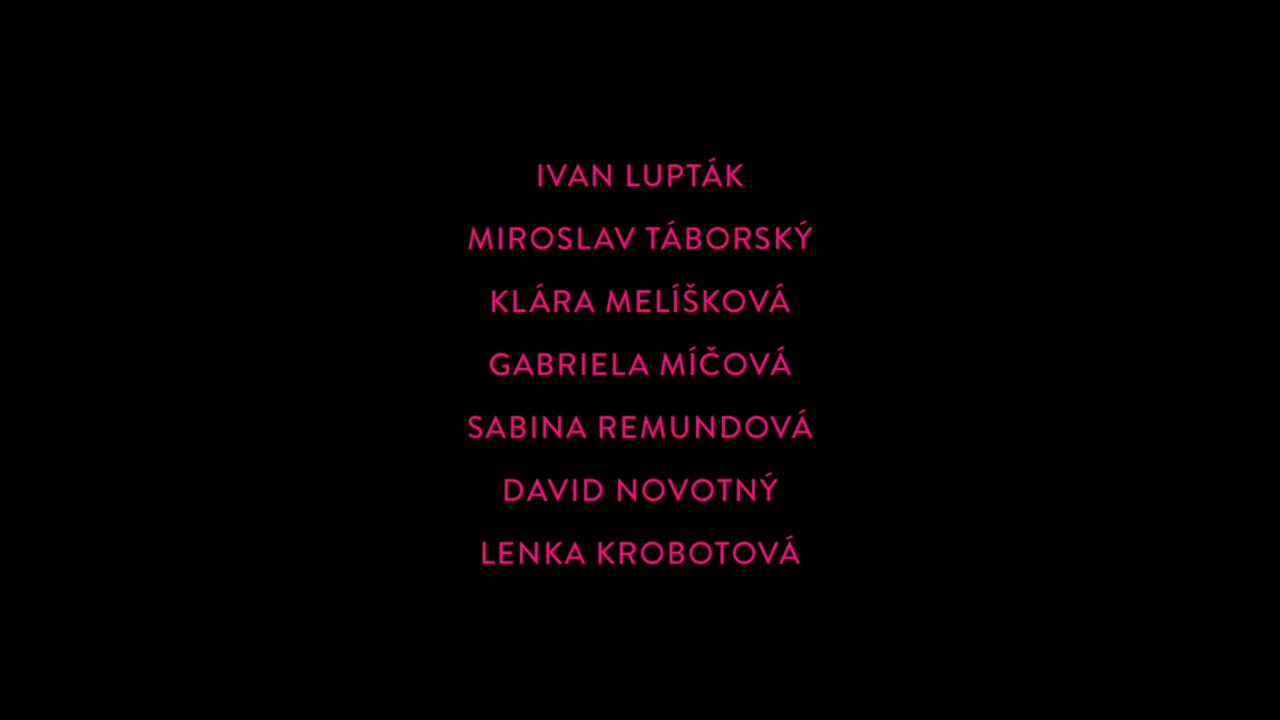 IVAN LUPTÁK
MIROSLAV TÁBORSKÝ
KLÁRA MELÍŠKOVÁ
GABRIELA MÍČOVÁ
SABINA REMUNDOVÁ
DAVID NOVOTNÝ
LENKA KROBOTOVÁ